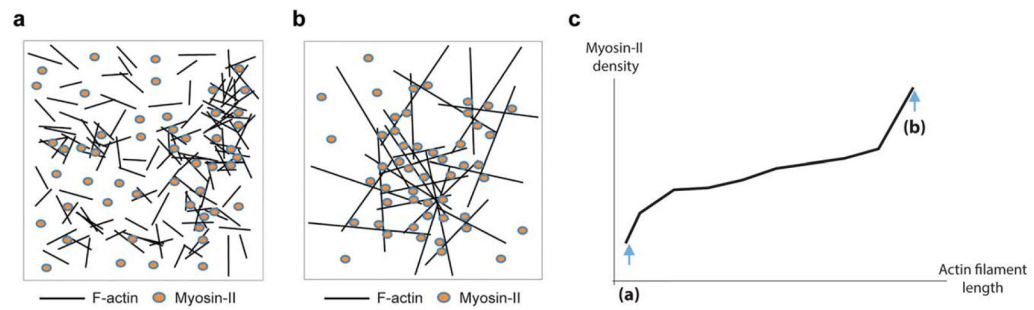 a
b
c
Myosin-II
density
(b)
Actin filament
length
(a)
F-actin Myosin-II
F-actin Myosin-II